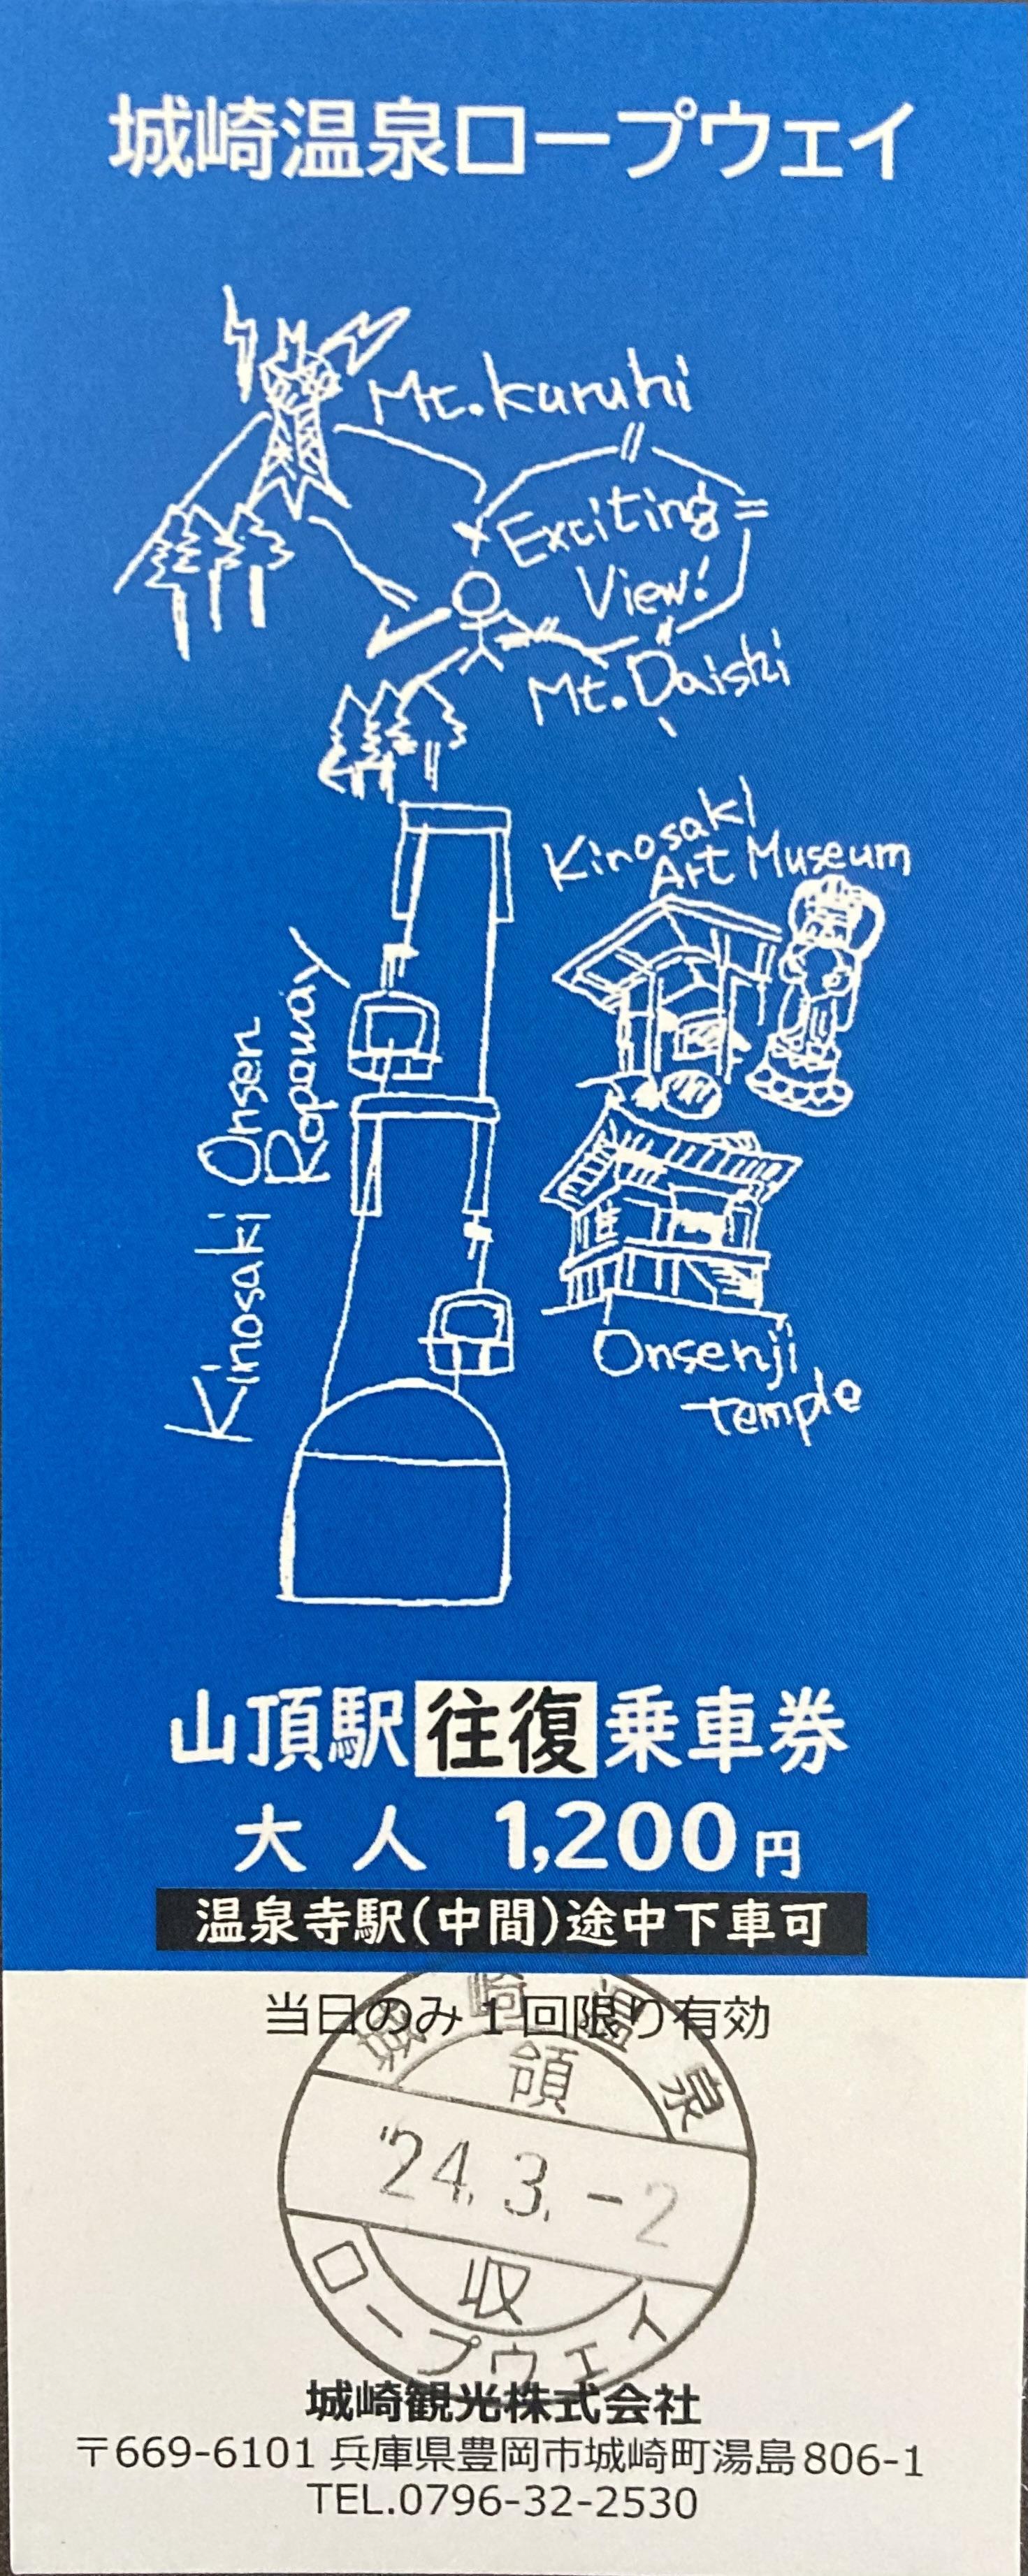 城崎温泉ロープウェイ
Mt.Kuruhi
Exciting
View!
Mt.Daishi
Kinosaki
Art Museum
Kinosaki Onsen
Ropeway
Onsenji
temple
山頂駅往復乗車券
大人 1,200円
温泉寺駅(中間)途中下車可
当日のみ1回限り有効
城崎温泉
領
'24.3.-2
収
ロープウェイ
城崎観光株式会社
〒669-6101 兵庫県豊岡市城崎町湯島806-1
TEL.0796-32-2530